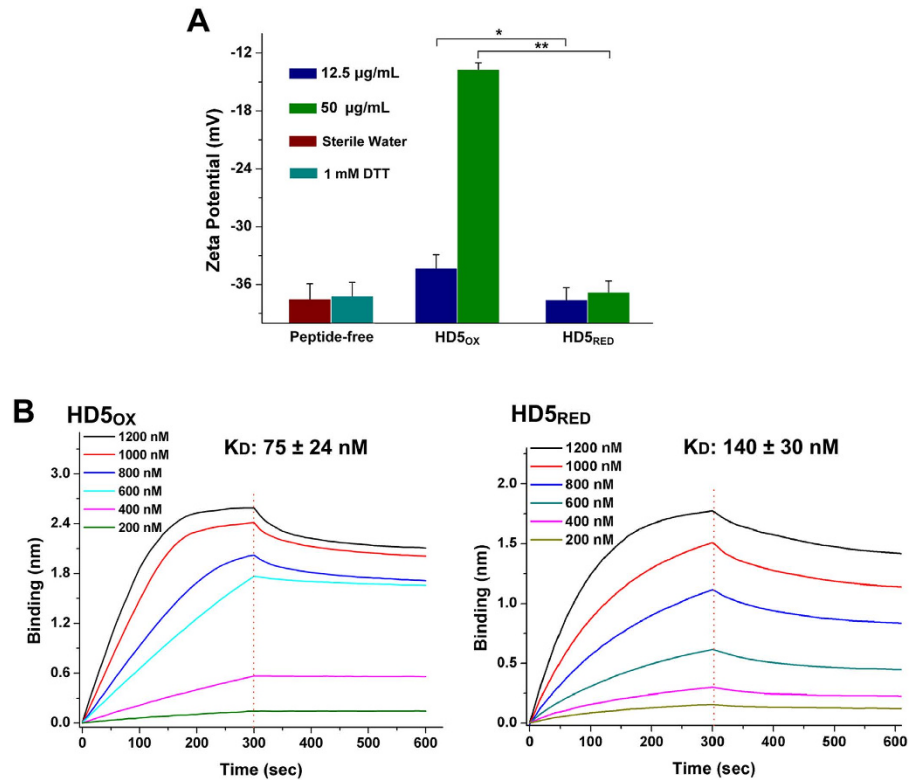 A
Zeta Potential (mV)
-12
-18
-24
-30
-36
12.5 µg/mL
50 µg/mL
Sterile Water
1 mM DTT
*
**
Peptide-free
HD5OX
HD5RED
B
HD5OX
1200 nM
1000 nM
800 nM
600 nM
400 nM
200 nM
KD: 75 ± 24 nM
Binding (nm)
3.0
2.4
1.8
1.2
0.6
0.0
0 100 200 300 400 500 600
Time (sec)
HD5RED
1200 nM
1000 nM
800 nM
600 nM
400 nM
200 nM
KD: 140 ± 30 nM
Binding (nm)
2.0
1.5
1.0
0.5
0.0
0 100 200 300 400 500 600
Time (sec)